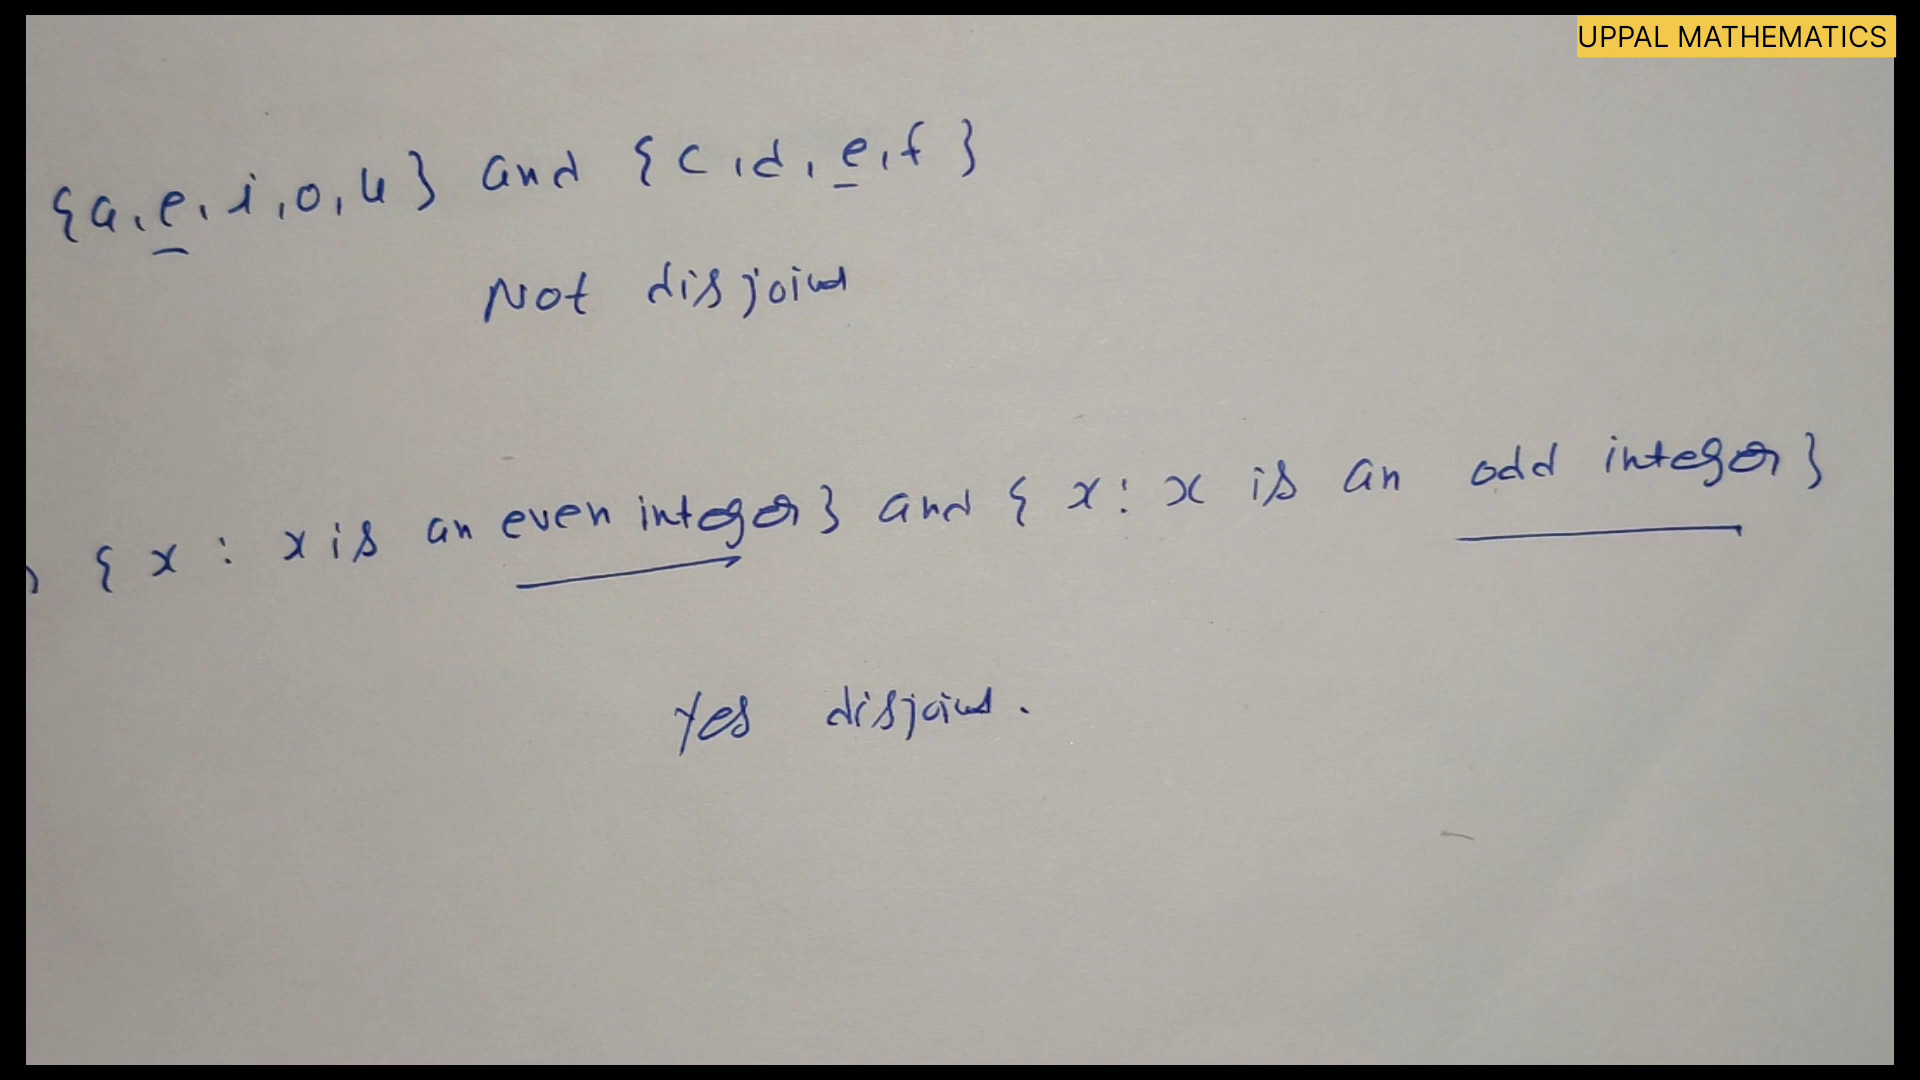 UPPAL MATHEMATICS
{a, e, i, o, u} and {c, d, e, f}
Not disjoint
) {x : x is an even integer} and {x : x is an odd integer}
Yes disjoint.